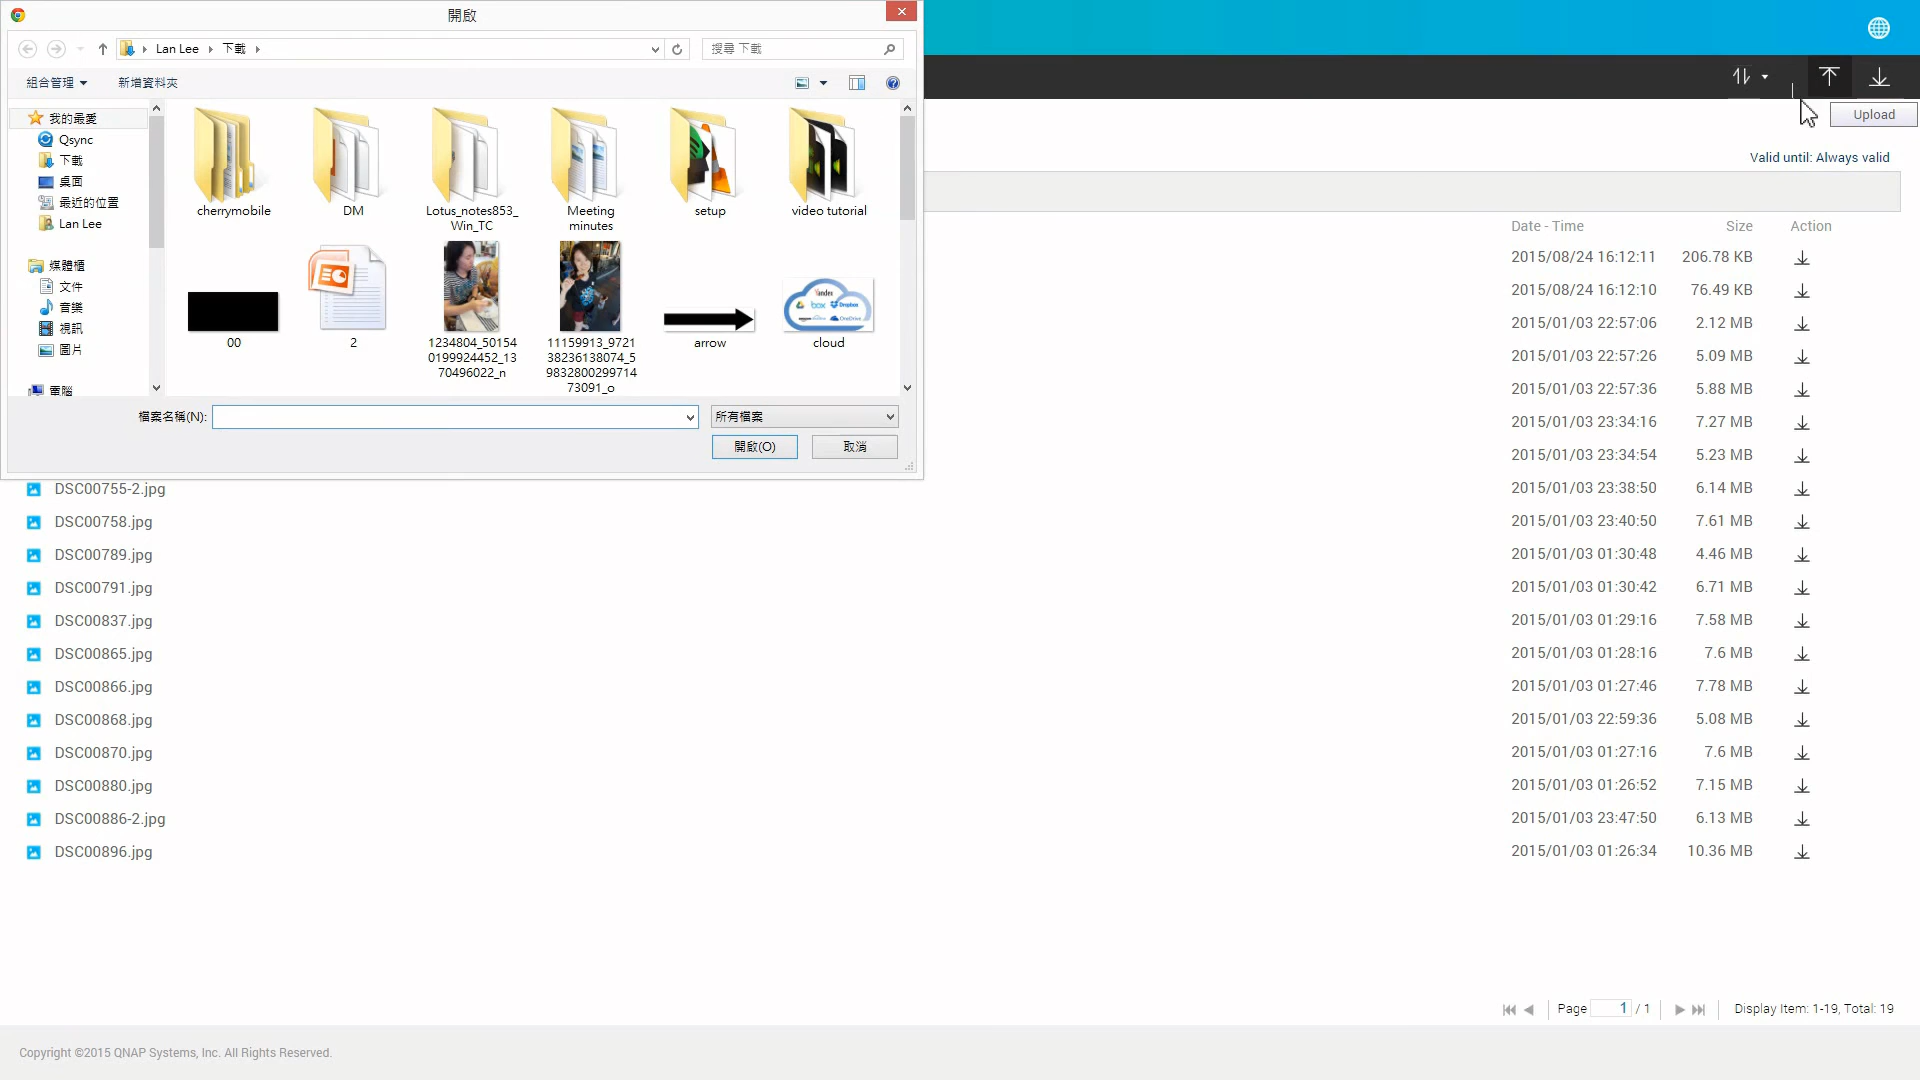 開啟
Lan Lee
下載
搜尋 下載
組合管理
新增資料夾
我的最愛
Qsync
下載
桌面
最近的位置
Lan Lee
媒體櫃
文件
音樂
視訊
圖片
電腦
cherrymobile
DM
Lotus_notes853_
Win_TC
Meeting
minutes
setup
video tutorial
00
2
1234804_50154
0199924452_13
70496022_n
11159913_9721
38236138074_5
9832800299714
73091_o
arrow
cloud
檔案名稱(N):
所有檔案
開啟(O)
取消
Upload
Valid until: Always valid
Date - Time Size Action
2015/08/24 16:12:11 206.78 KB
2015/08/24 16:12:10 76.49 KB
2015/01/03 22:57:06 2.12 MB
2015/01/03 22:57:26 5.09 MB
2015/01/03 22:57:36 5.88 MB
2015/01/03 23:34:16 7.27 MB
2015/01/03 23:34:54 5.23 MB
DSC00755-2.jpg 2015/01/03 23:38:50 6.14 MB
DSC00758.jpg 2015/01/03 23:40:50 7.61 MB
DSC00789.jpg 2015/01/03 01:30:48 4.46 MB
DSC00791.jpg 2015/01/03 01:30:42 6.71 MB
DSC00837.jpg 2015/01/03 01:29:16 7.58 MB
DSC00865.jpg 2015/01/03 01:28:16 7.6 MB
DSC00866.jpg 2015/01/03 01:27:46 7.78 MB
DSC00868.jpg 2015/01/03 22:59:36 5.08 MB
DSC00870.jpg 2015/01/03 01:27:16 7.6 MB
DSC00880.jpg 2015/01/03 01:26:52 7.15 MB
DSC00886-2.jpg 2015/01/03 23:47:50 6.13 MB
DSC00896.jpg 2015/01/03 01:26:34 10.36 MB
Page 1 / 1 Display Item: 1-19, Total: 19
Copyright ©2015 QNAP Systems, Inc. All Rights Reserved.